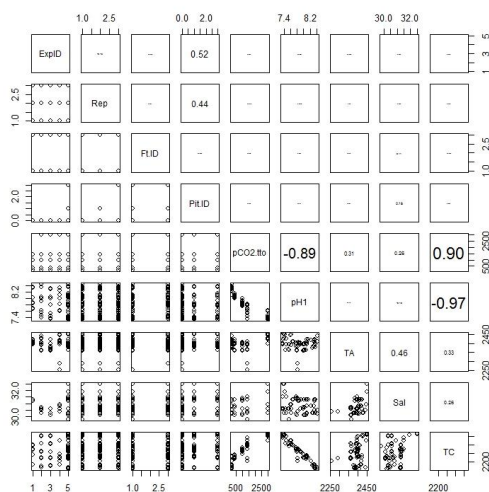 1.0 2.5 0.0 2.0 7.4 8.2 30.0 32.0
ExpID 0.52 1 3 5
1.0 2.5 Rep 0.44
Ft.ID 1.0 2.5
0.0 2.0 Pit.ID
pCO2.tto -0.89 0.31 0.26 0.90 500 2500
7.4 8.2 pH1 -0.97
TA 0.46 0.33 2250 2450
30.0 32.0 Sal 0.26
TC 2200
1 3 5 1.0 2.5 500 2500 2250 2450 2200